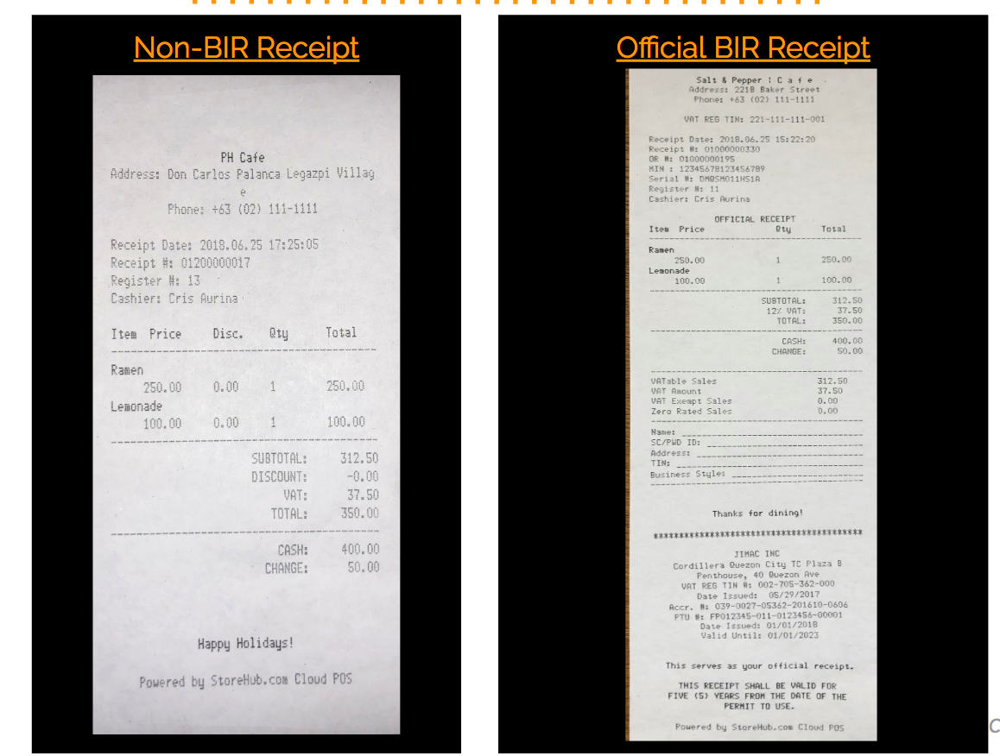 Non-BIR Receipt
PH Cafe
Address: Don Carlos Palanca Legazpi Villag
e
Phone: +63 (02) 111-1111
Receipt Date: 2018.06.25 17:25:05
Receipt #: 01200000017
Register #: 13
Cashier: Cris Aurina
Item Price Disc. Qty Total
Ramen
250.00 0.00 1 250.00
Lemonade
100.00 0.00 1 100.00
SUBTOTAL: 312.50
DISCOUNT: -0.00
VAT: 37.50
TOTAL: 350.00
CASH: 400.00
CHANGE: 50.00
Happy Holidays!
Powered by StoreHub.com Cloud POS
Official BIR Receipt
Salt & Pepper : C a f e
Address: 221B Baker Street
Phone: +63 (02) 111-1111
VAT REG TIN: 221-111-111-001
Receipt Date: 2018.06.25 15:22:20
Receipt #: 01000000330
OR #: 01000000195
MIN : 12345678123456789
Serial #: DMQSM011HS1A
Register #: 11
Cashier: Cris Aurina
OFFICIAL RECEIPT
Item Price Qty Total
Ramen
250.00 1 250.00
Lemonade
100.00 1 100.00
SUBTOTAL: 312.50
12% VAT: 37.50
TOTAL: 350.00
CASH: 400.00
CHANGE: 50.00
VATable Sales 312.50
VAT Amount 37.50
VAT Exempt Sales 0.00
Zero Rated Sales 0.00
Name:
SC/PWD ID:
Address:
TIN:
Business Style:
Thanks for dining!
*****************************************
JIMAC INC
Cordillera Quezon City TC Plaza B
Penthouse, 40 Quezon Ave
VAT REG TIN #: 002-705-362-000
Date Issued: 05/29/2017
Accr. #: 039-0027-05362-201610-0606
PTU #: FP012345-011-0123456-00001
Date Issued: 01/01/2018
Valid Until: 01/01/2023
This serves as your official receipt.
THIS RECEIPT SHALL BE VALID FOR
FIVE (5) YEARS FROM THE DATE OF THE
PERMIT TO USE.
Powered by StoreHub.com Cloud POS